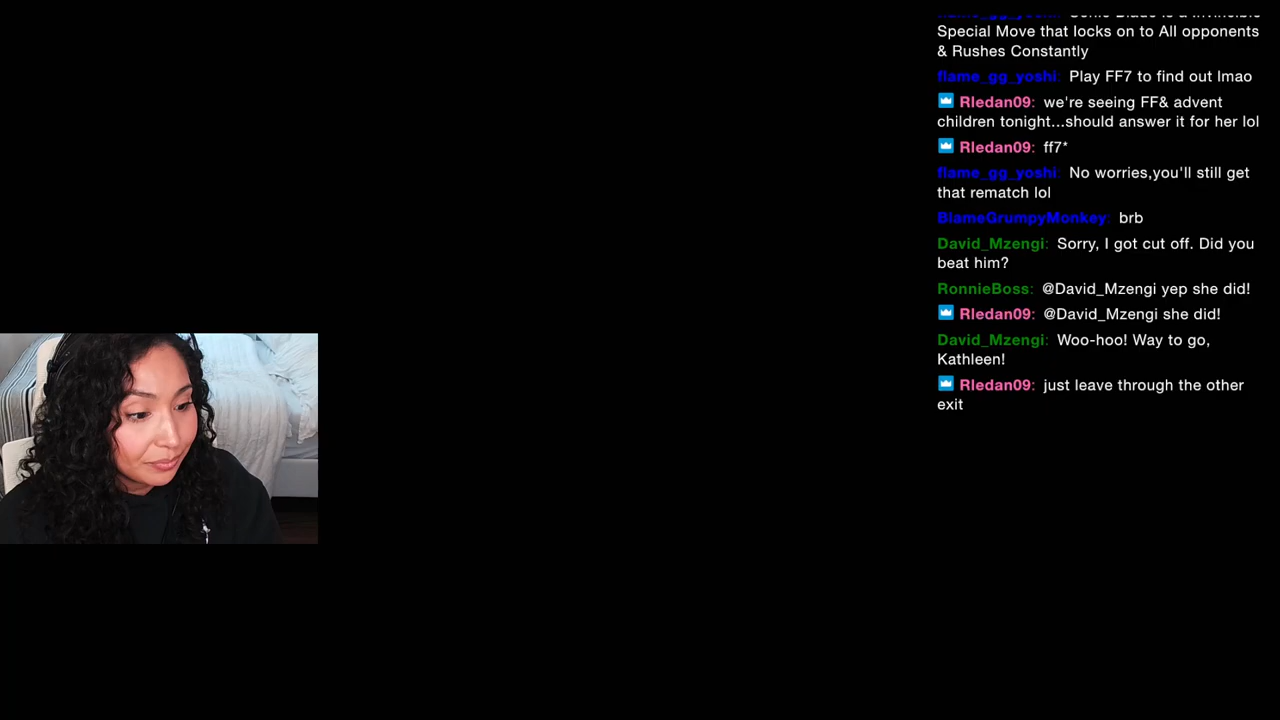 Special Move that locks on to All opponents
& Rushes Constantly
flame_gg_yoshi: Play FF7 to find out lmao
Rledan09: we're seeing FF& advent
children tonight...should answer it for her lol
Rledan09: ff7*
flame_gg_yoshi: No worries,you'll still get
that rematch lol
BlameGrumpyMonkey: brb
David_Mzengi: Sorry, I got cut off. Did you
beat him?
RonnieBoss: @David_Mzengi yep she did!
Rledan09: @David_Mzengi she did!
David_Mzengi: Woo-hoo! Way to go,
Kathleen!
Rledan09: just leave through the other
exit